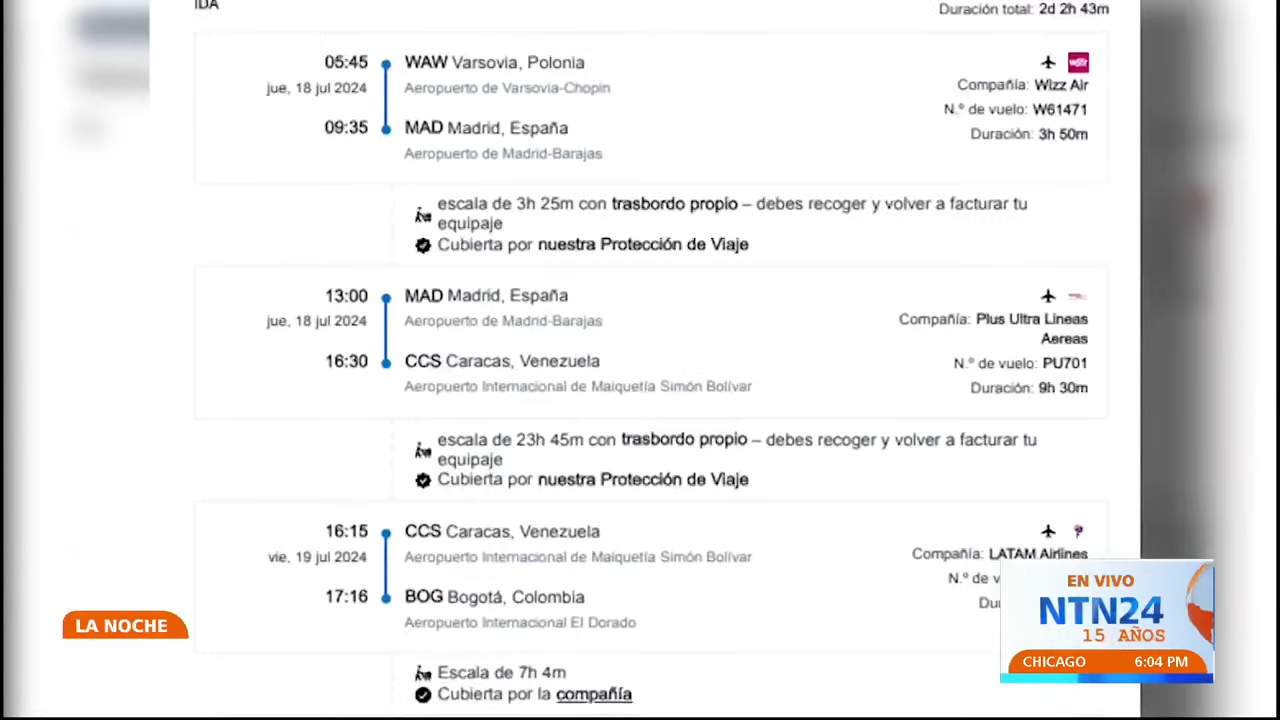 IDA
Duración total: 2d 2h 43m
05:45
WAW Varsovia, Polonia
jue, 18 jul 2024
Aeropuerto de Varsovia-Chopin
Compañía: Wizz Air
N.º de vuelo: W61471
09:35
MAD Madrid, España
Duración: 3h 50m
Aeropuerto de Madrid-Barajas
escala de 3h 25m con trasbordo propio – debes recoger y volver a facturar tu
equipaje
Cubierta por nuestra Protección de Viaje
13:00
MAD Madrid, España
jue, 18 jul 2024
Aeropuerto de Madrid-Barajas
Compañía: Plus Ultra Lineas
Aereas
16:30
CCS Caracas, Venezuela
N.º de vuelo: PU701
Aeropuerto Internacional de Maiquetía Simón Bolívar
Duración: 9h 30m
escala de 23h 45m con trasbordo propio – debes recoger y volver a facturar tu
equipaje
Cubierta por nuestra Protección de Viaje
16:15
CCS Caracas, Venezuela
vie, 19 jul 2024
Aeropuerto Internacional de Maiquetía Simón Bolívar
Compañía: LATAM Airlines
N.º de v
17:16
BOG Bogotá, Colombia
Du
Aeropuerto Internacional El Dorado
Escala de 7h 4m
Cubierta por la compañía
LA NOCHE
EN VIVO
NTN24
15 AÑOS
CHICAGO 6:04 PM